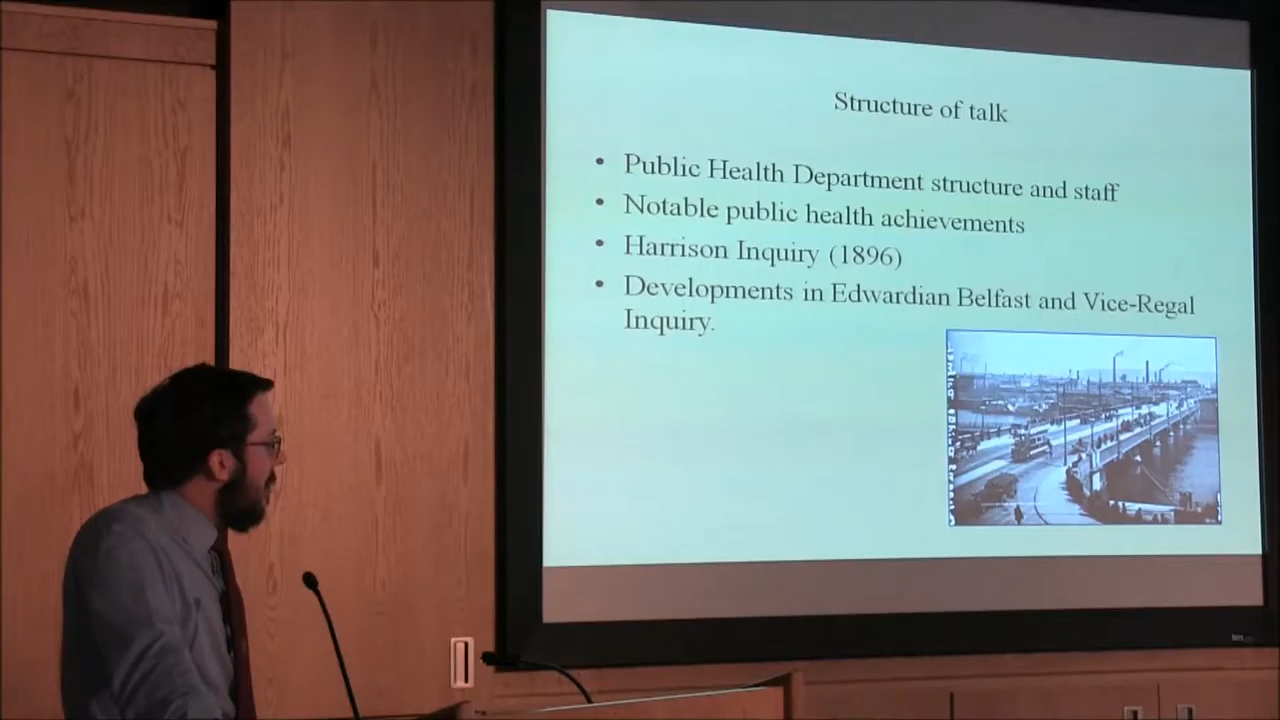 Structure of talk
• Public Health Department structure and staff
• Notable public health achievements
• Harrison Inquiry (1896)
• Developments in Edwardian Belfast and Vice-Regal
Inquiry.